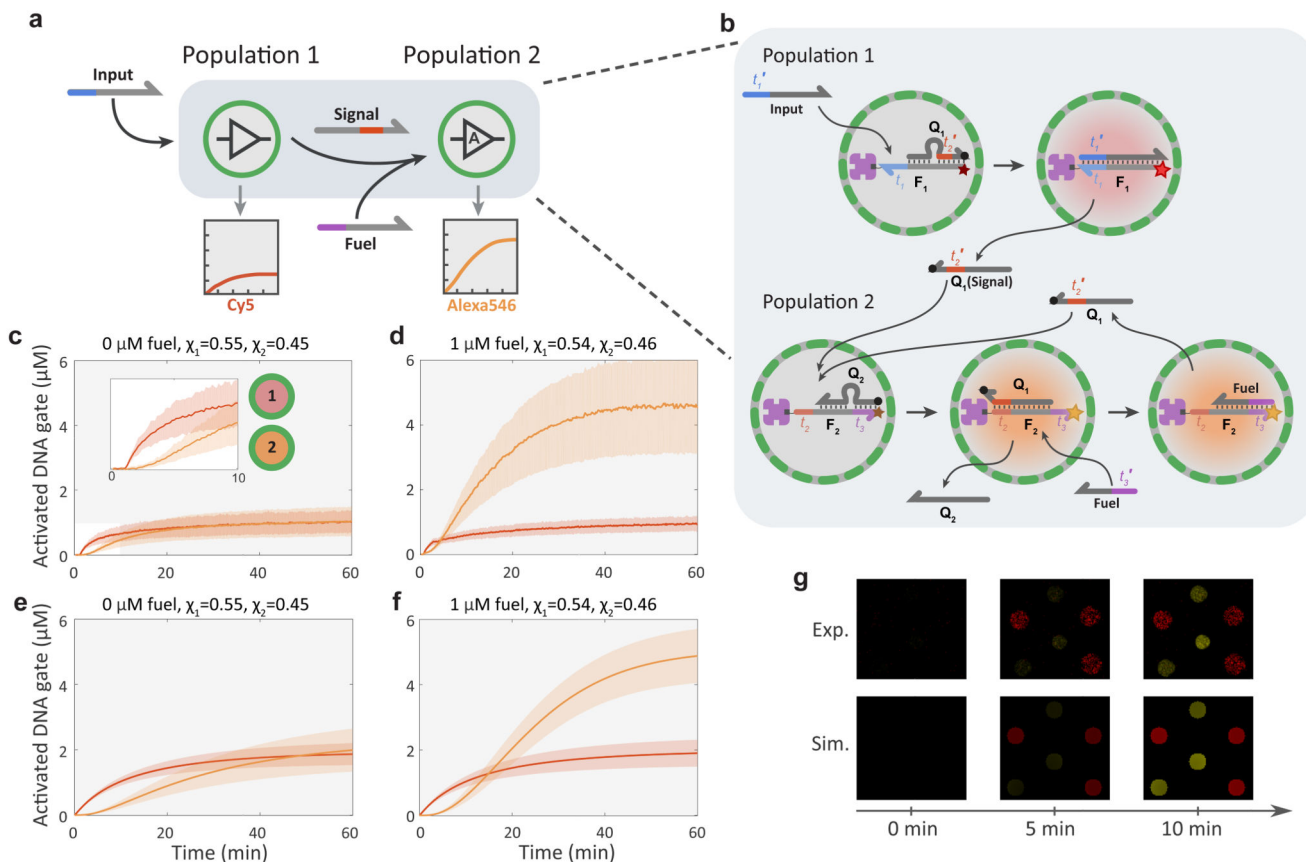 a
Population 1
Population 2
Input
Signal
A
Fuel
Cy5
Alexa546
b
Population 1
t1′
Input
Q1
t2′
t1
F1
t1′
t1
F1
t2′
Q1(Signal)
t2′
Q1
Population 2
Q2
t2
F2
t3
Q1
t2
F2
t3
Fuel
t2
F2
t3
Q2
t3′
Fuel
c
0 μM fuel, χ1=0.55, χ2=0.45
Activated DNA gate (μM)
6
4
2
0
0
10
1
2
0
20
40
60
d
1 μM fuel, χ1=0.54, χ2=0.46
6
4
2
0
0
20
40
60
e
0 μM fuel, χ1=0.55, χ2=0.45
Activated DNA gate (μM)
6
4
2
0
0
20
40
60
Time (min)
f
1 μM fuel, χ1=0.54, χ2=0.46
6
4
2
0
0
20
40
60
Time (min)
g
Exp.
Sim.
0 min
5 min
10 min